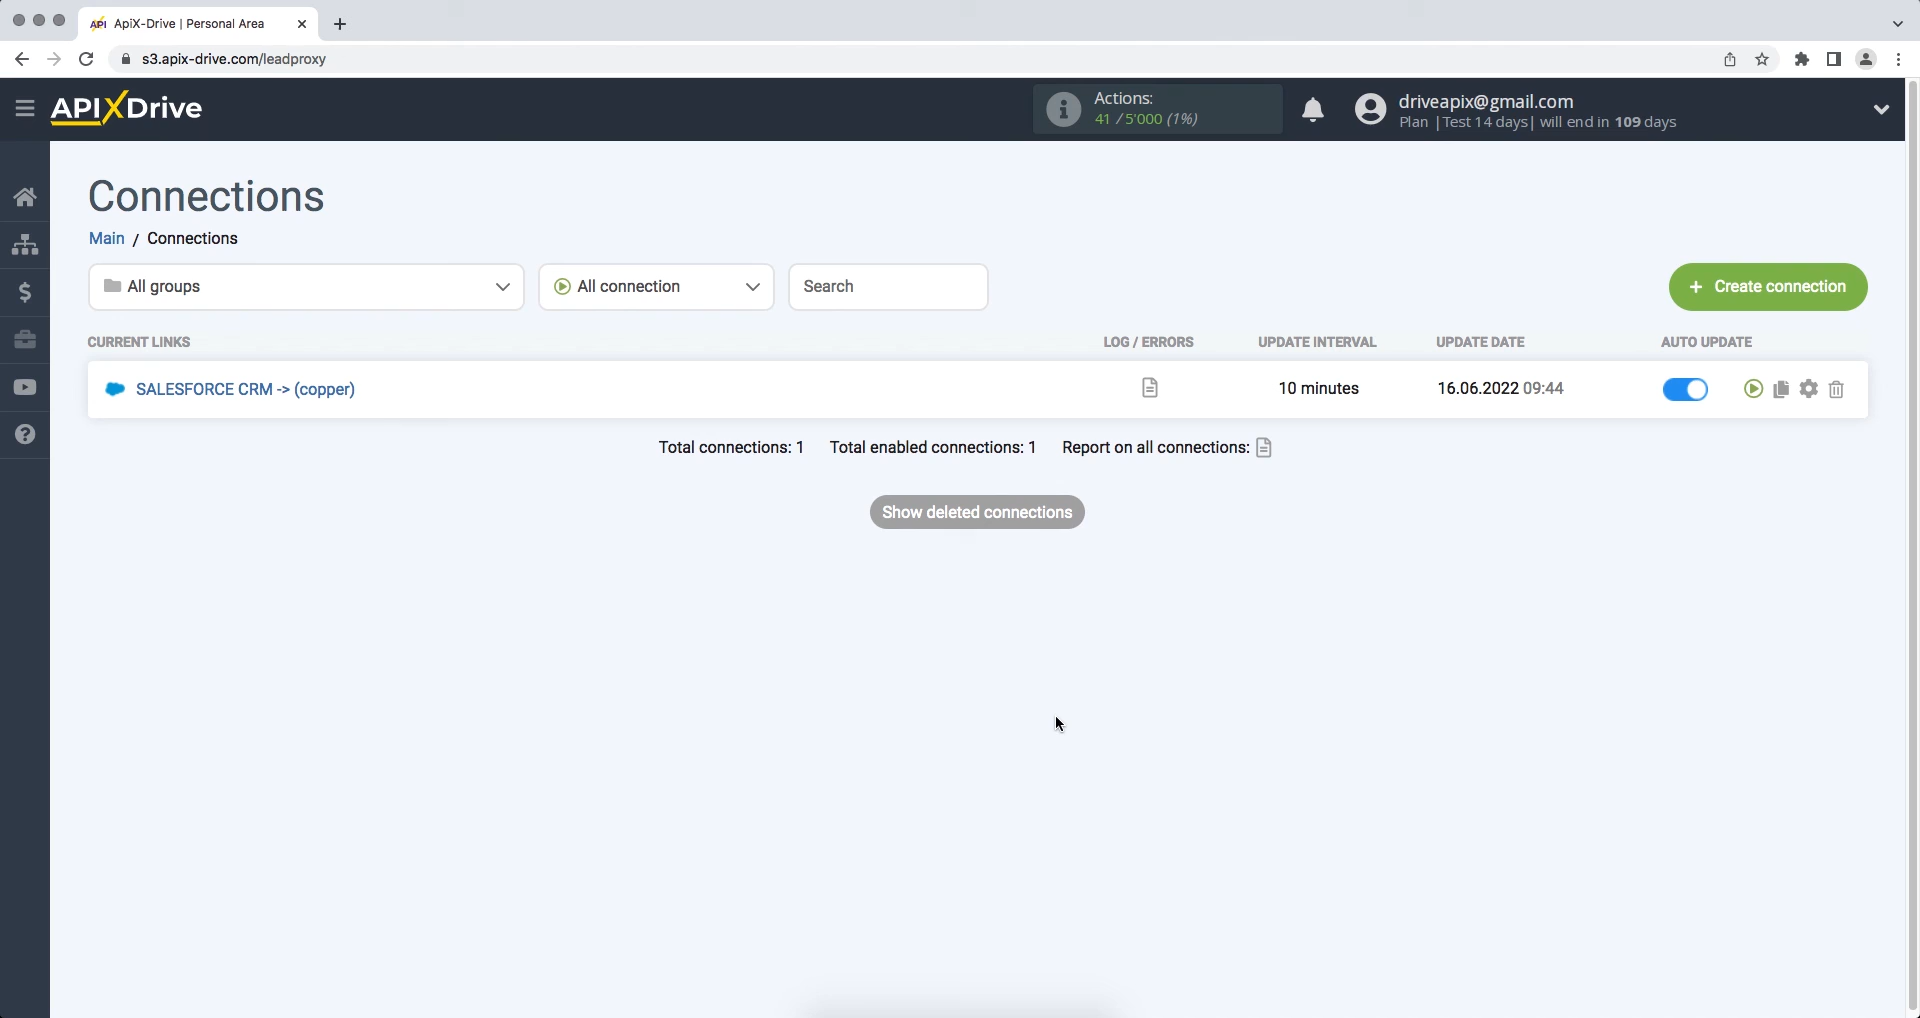 API ApiX-Drive | Personal Area
s3.apix-drive.com/leadproxy
APIXDrive
Actions:
41 / 5'000 (1%)
driveapix@gmail.com
Plan |Test 14 days| will end in 109 days
Connections
Main / Connections
All groups
All connection
Search
+ Create connection
CURRENT LINKS
LOG / ERRORS
UPDATE INTERVAL
UPDATE DATE
AUTO UPDATE
SALESFORCE CRM -> (copper)
10 minutes
16.06.2022 09:44
Total connections: 1
Total enabled connections: 1
Report on all connections:
Show deleted connections